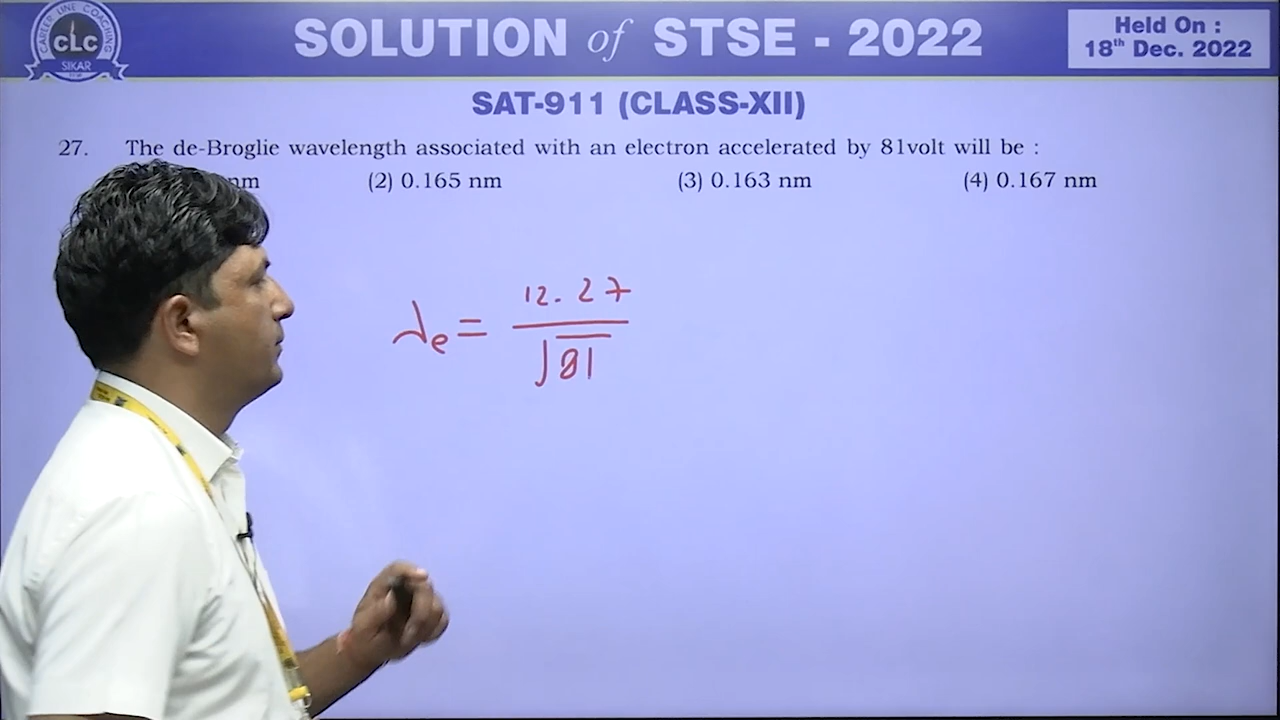 CAREER LINE COACHING
CLC
SIKAR
SOLUTION of STSE - 2022
Held On :
18th Dec. 2022
SAT-911 (CLASS-XII)
27. The de-Broglie wavelength associated with an electron accelerated by 81volt will be :
nm (2) 0.165 nm (3) 0.163 nm (4) 0.167 nm
λe = 12.27
√81